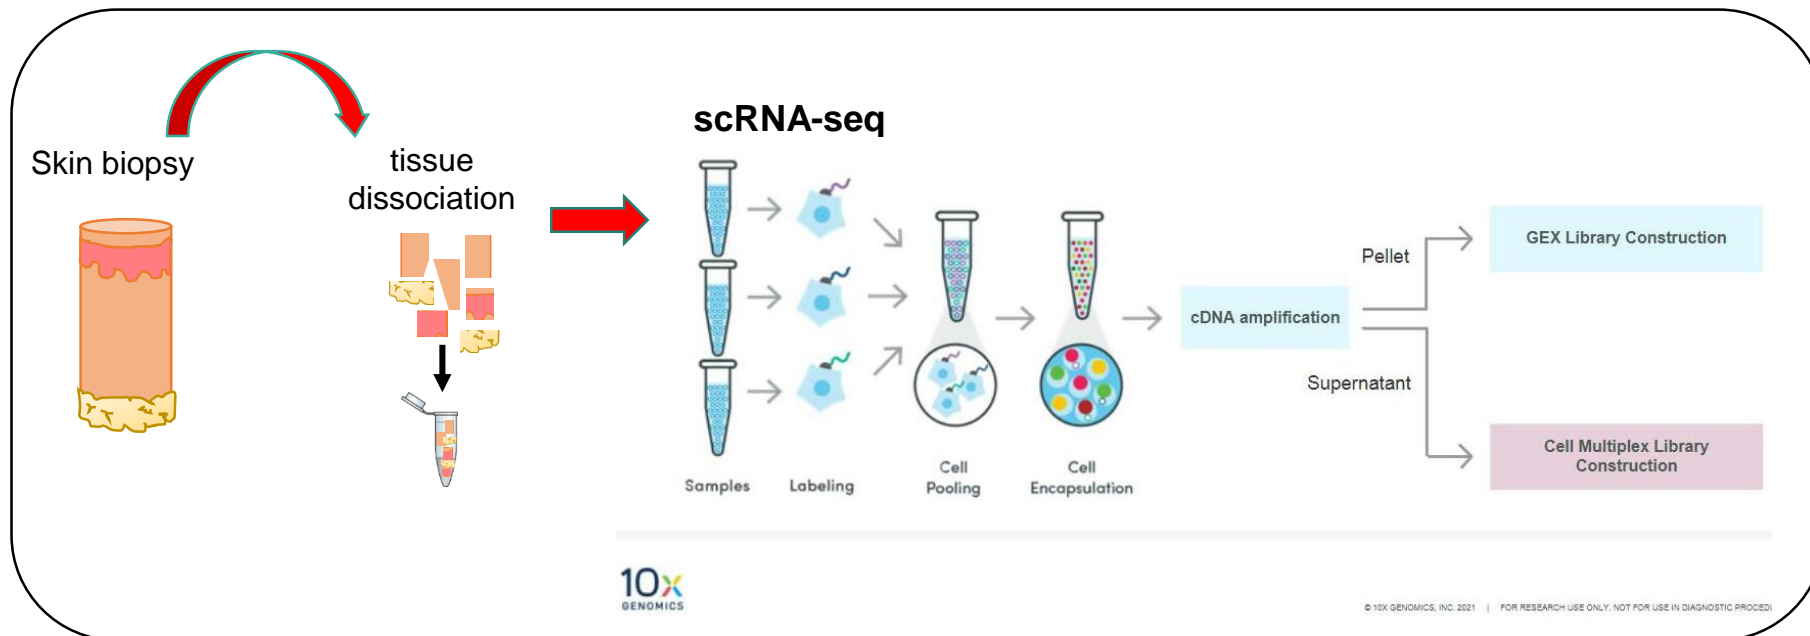 Skin biopsy
tissue
dissociation
scRNA-seq
Samples
Labeling
Cell
Pooling
Cell
Encapsulation
cDNA amplification
Pellet
Supernatant
GEX Library Construction
Cell Multiplex Library
Construction
10x
GENOMICS
© 10X GENOMICS, INC. 2021 | FOR RESEARCH USE ONLY. NOT FOR USE IN DIAGNOSTIC